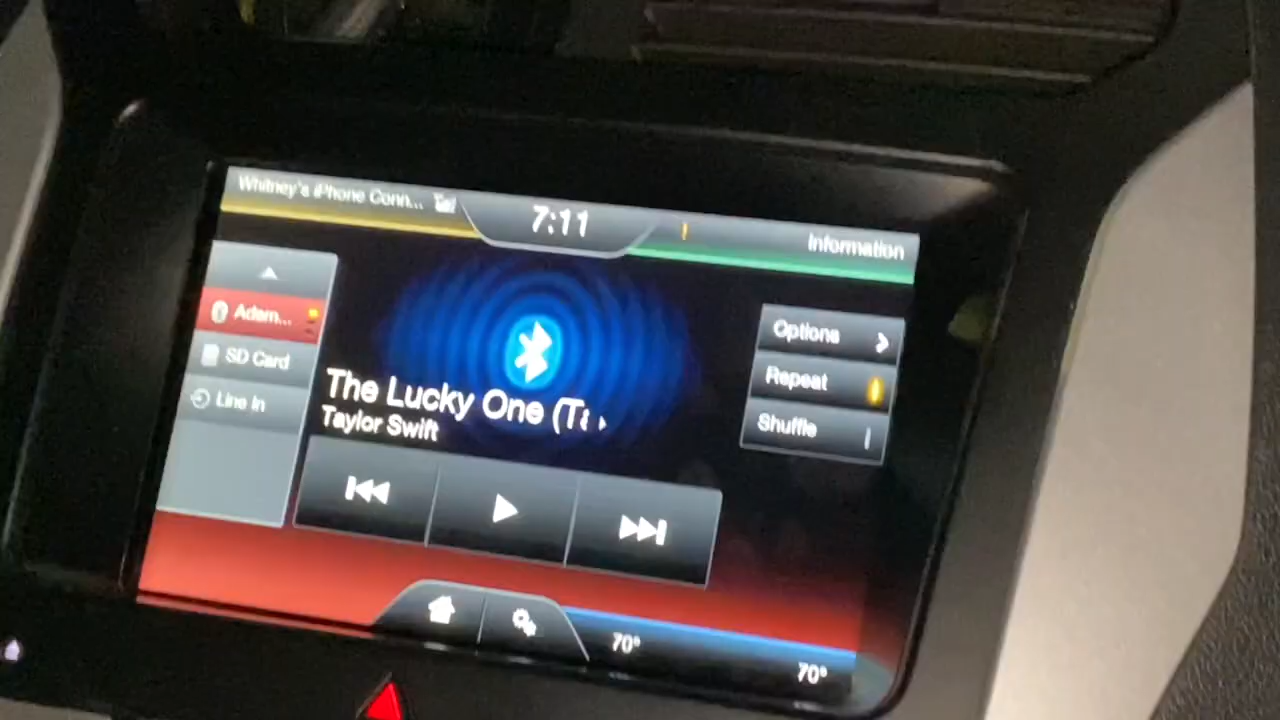 Whitney's iPhone Conn...
7:11
Information
Adam...
SD Card
Line In
The Lucky One (Ta
Taylor Swift
Options
Repeat
Shuffle
70°
70°